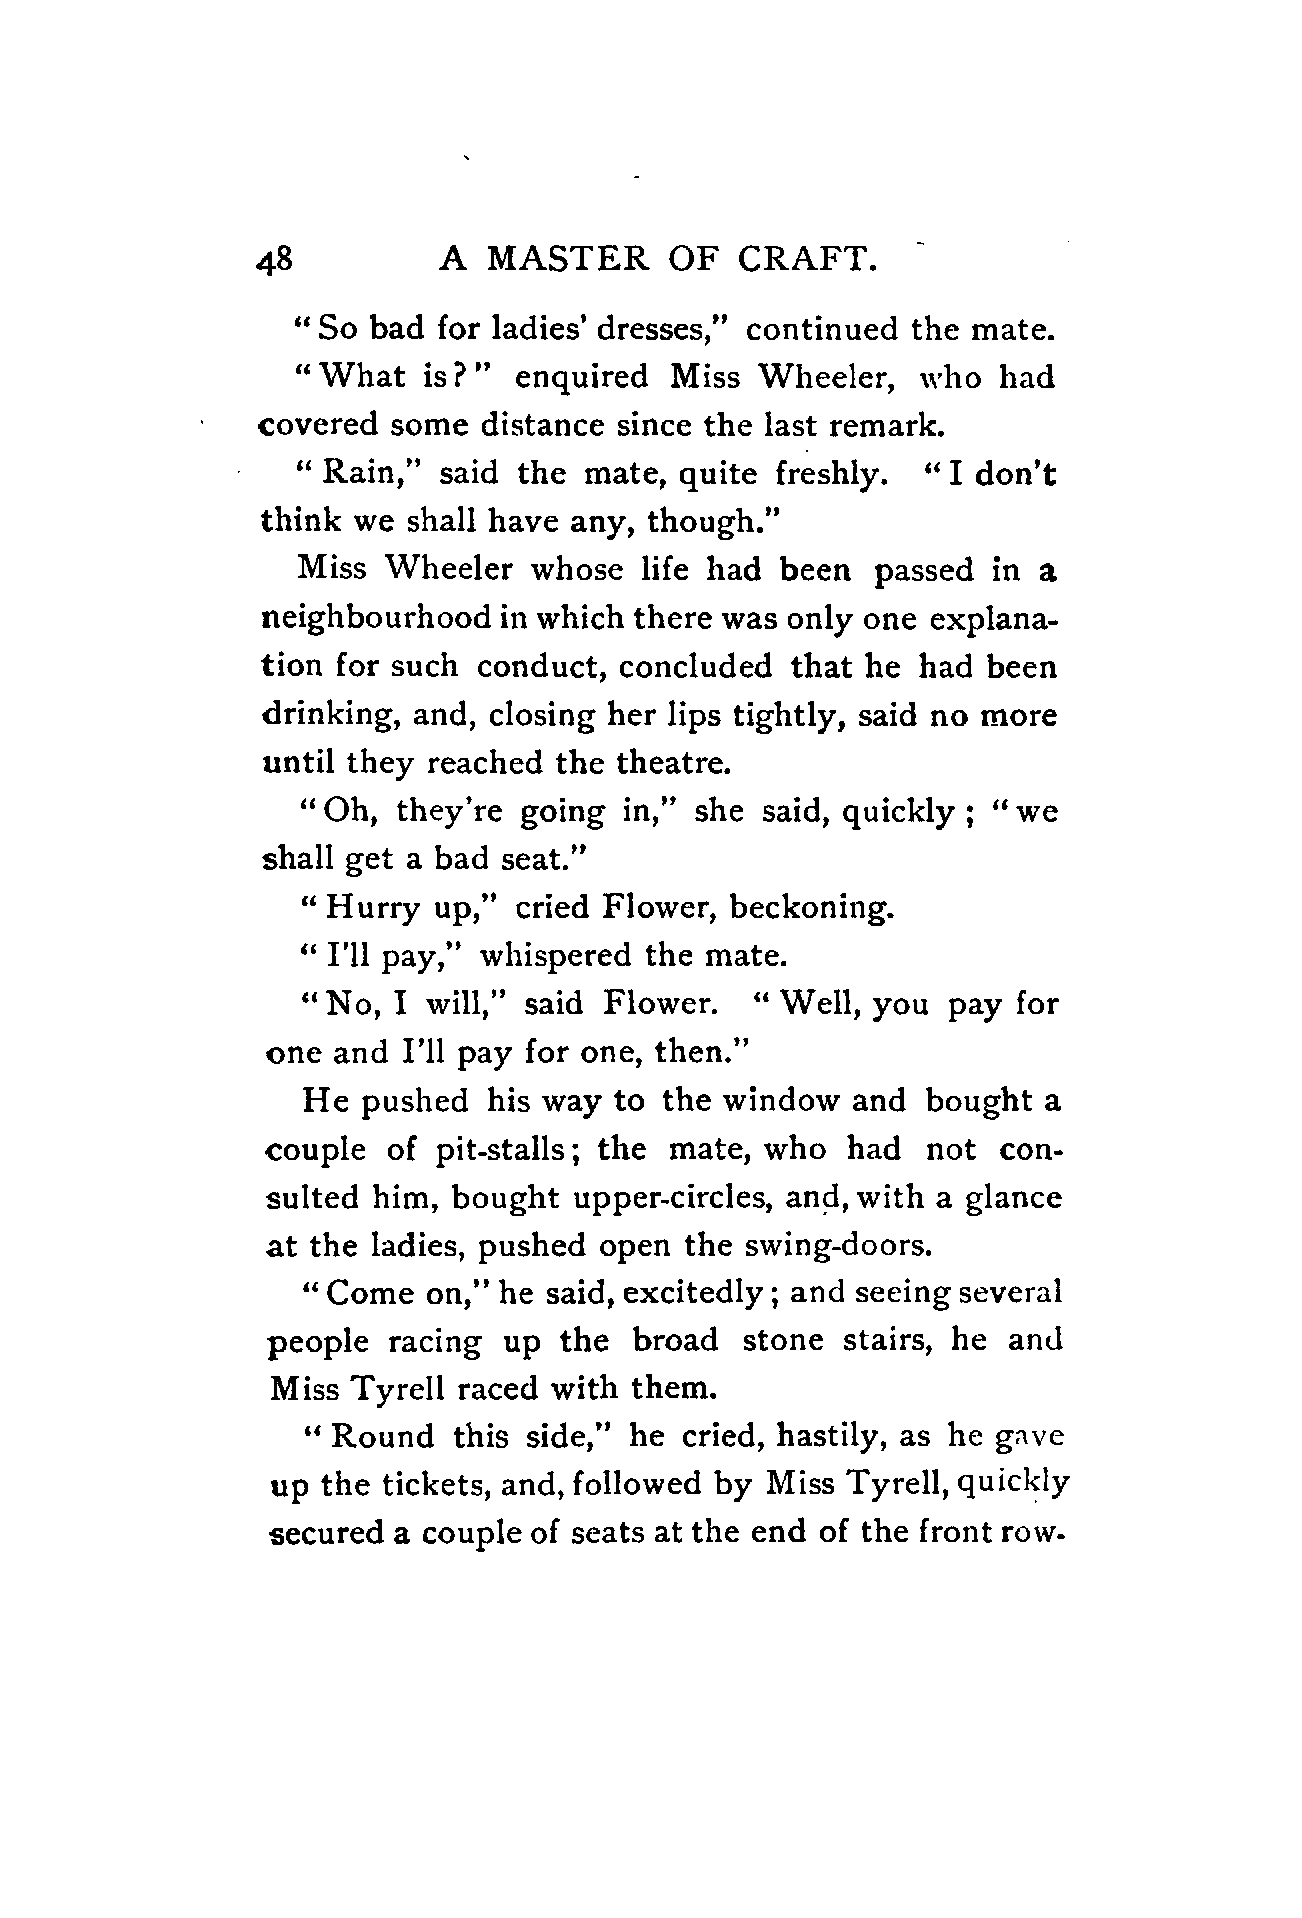 48 A MASTER OF CRAFT.
“So bad for ladies’ dresses,” continued the mate.
“What is?” enquired Miss Wheeler, who had
covered some distance since the last remark.
“Rain,” said the mate, quite freshly. “I don’t
think we shall have any, though.”
Miss Wheeler whose life had been passed in a
neighbourhood in which there was only one explana-
tion for such conduct, concluded that he had been
drinking, and, closing her lips tightly, said no more
until they reached the theatre.
“Oh, they’re going in,” she said, quickly; “we
shall get a bad seat.”
“Hurry up,” cried Flower, beckoning.
“I’ll pay,” whispered the mate.
“No, I will,” said Flower. “Well, you pay for
one and I’ll pay for one, then.”
He pushed his way to the window and bought a
couple of pit-stalls; the mate, who had not con-
sulted him, bought upper-circles, and, with a glance
at the ladies, pushed open the swing-doors.
“Come on,” he said, excitedly; and seeing several
people racing up the broad stone stairs, he and
Miss Tyrell raced with them.
“Round this side,” he cried, hastily, as he gave
up the tickets, and, followed by Miss Tyrell, quickly
secured a couple of seats at the end of the front row.